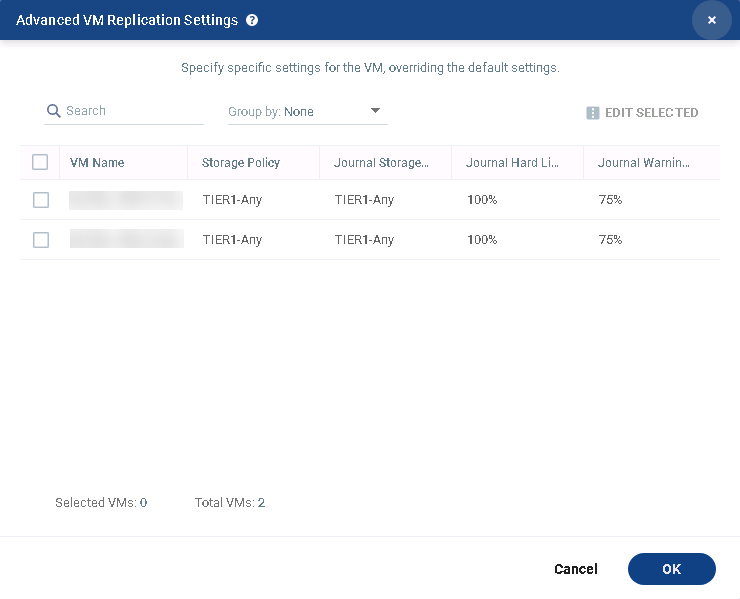 Advanced VM Replication Settings ?
Specify specific settings for the VM, overriding the default settings.
Search Group by: None EDIT SELECTED
VM Name Storage Policy Journal Storage... Journal Hard Li... Journal Warnin...
TIER1-Any TIER1-Any 100% 75%
TIER1-Any TIER1-Any 100% 75%
Selected VMs: 0 Total VMs: 2
Cancel OK